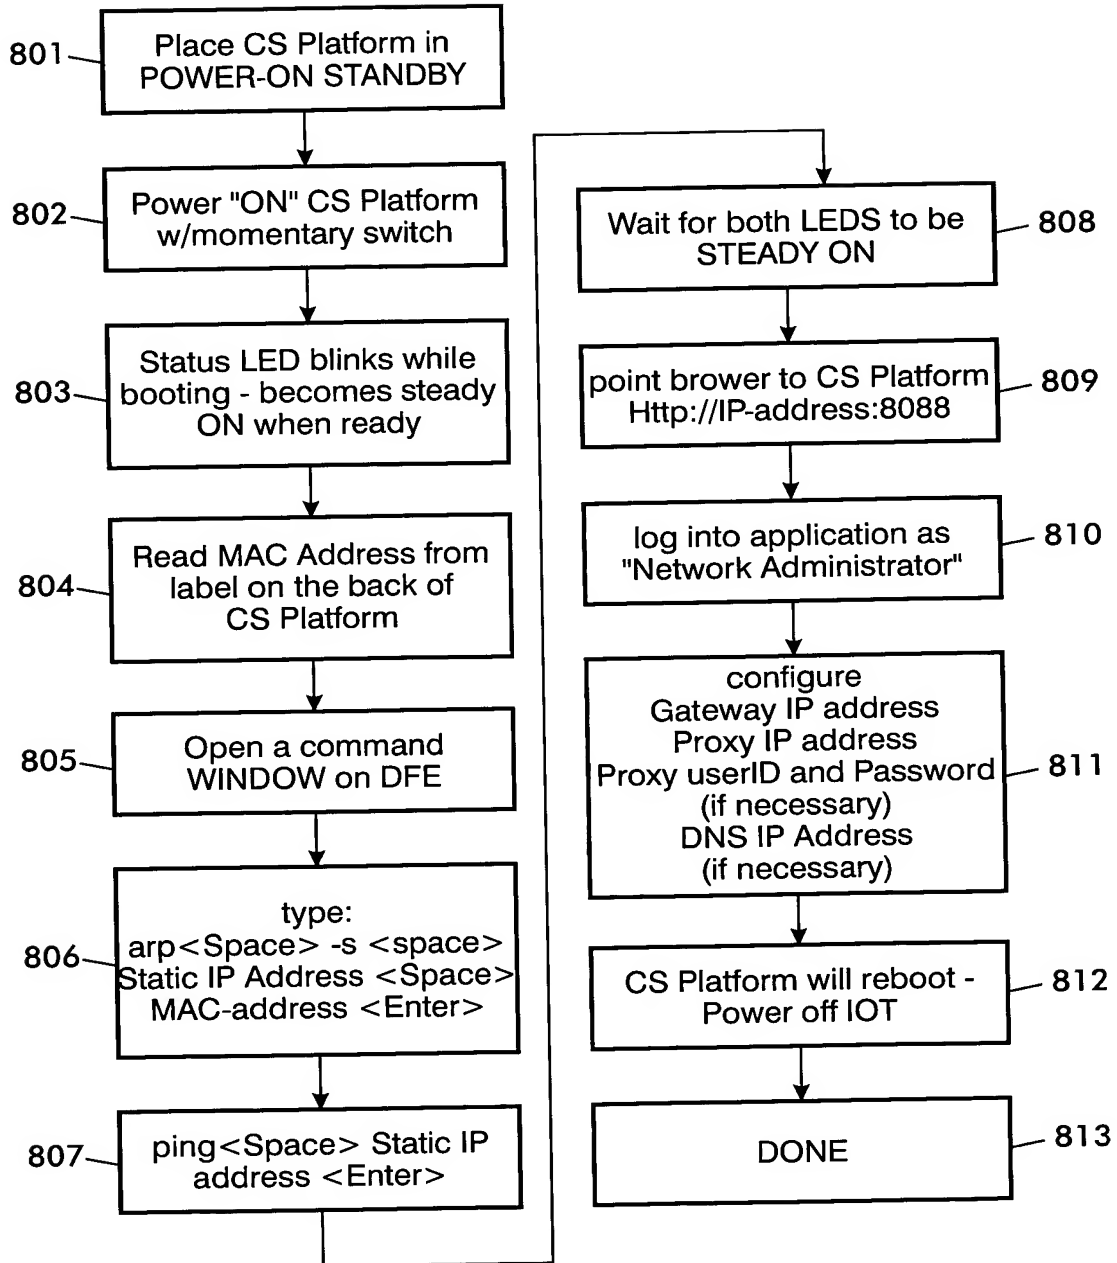 801
Place CS Platform in
POWER-ON STANDBY
802
Power "ON" CS Platform
w/momentary switch
803
Status LED blinks while
booting - becomes steady
ON when ready
804
Read MAC Address from
label on the back of
CS Platform
805
Open a command
WINDOW on DFE
806
type:
arp<Space> -s <space>
Static IP Address <Space>
MAC-address <Enter>
807
ping<Space> Static IP
address <Enter>
Wait for both LEDS to be
STEADY ON
808
point brower to CS Platform
Http://IP-address:8088
809
log into application as
"Network Administrator"
810
configure
Gateway IP address
Proxy IP address
Proxy userID and Password
(if necessary)
DNS IP Address
(if necessary)
811
CS Platform will reboot -
Power off IOT
812
DONE
813